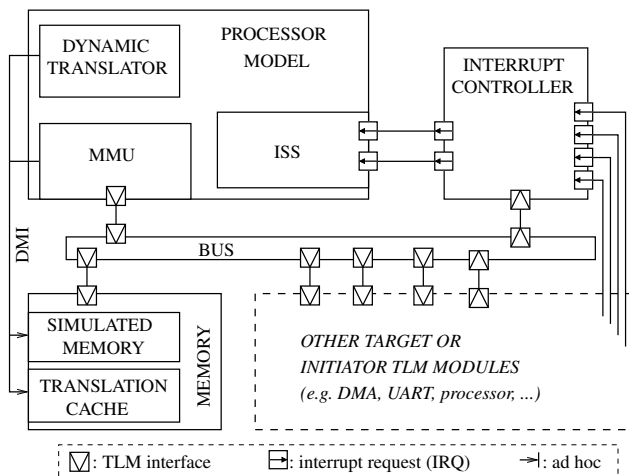 DYNAMIC
TRANSLATOR
PROCESSOR
MODEL
INTERRUPT
CONTROLLER
MMU
ISS
DMI
BUS
SIMULATED
MEMORY
TRANSLATION
CACHE
MEMORY
OTHER TARGET OR
INITIATOR TLM MODULES
(e.g. DMA, UART, processor, ...)
: TLM interface
: interrupt request (IRQ)
: ad hoc